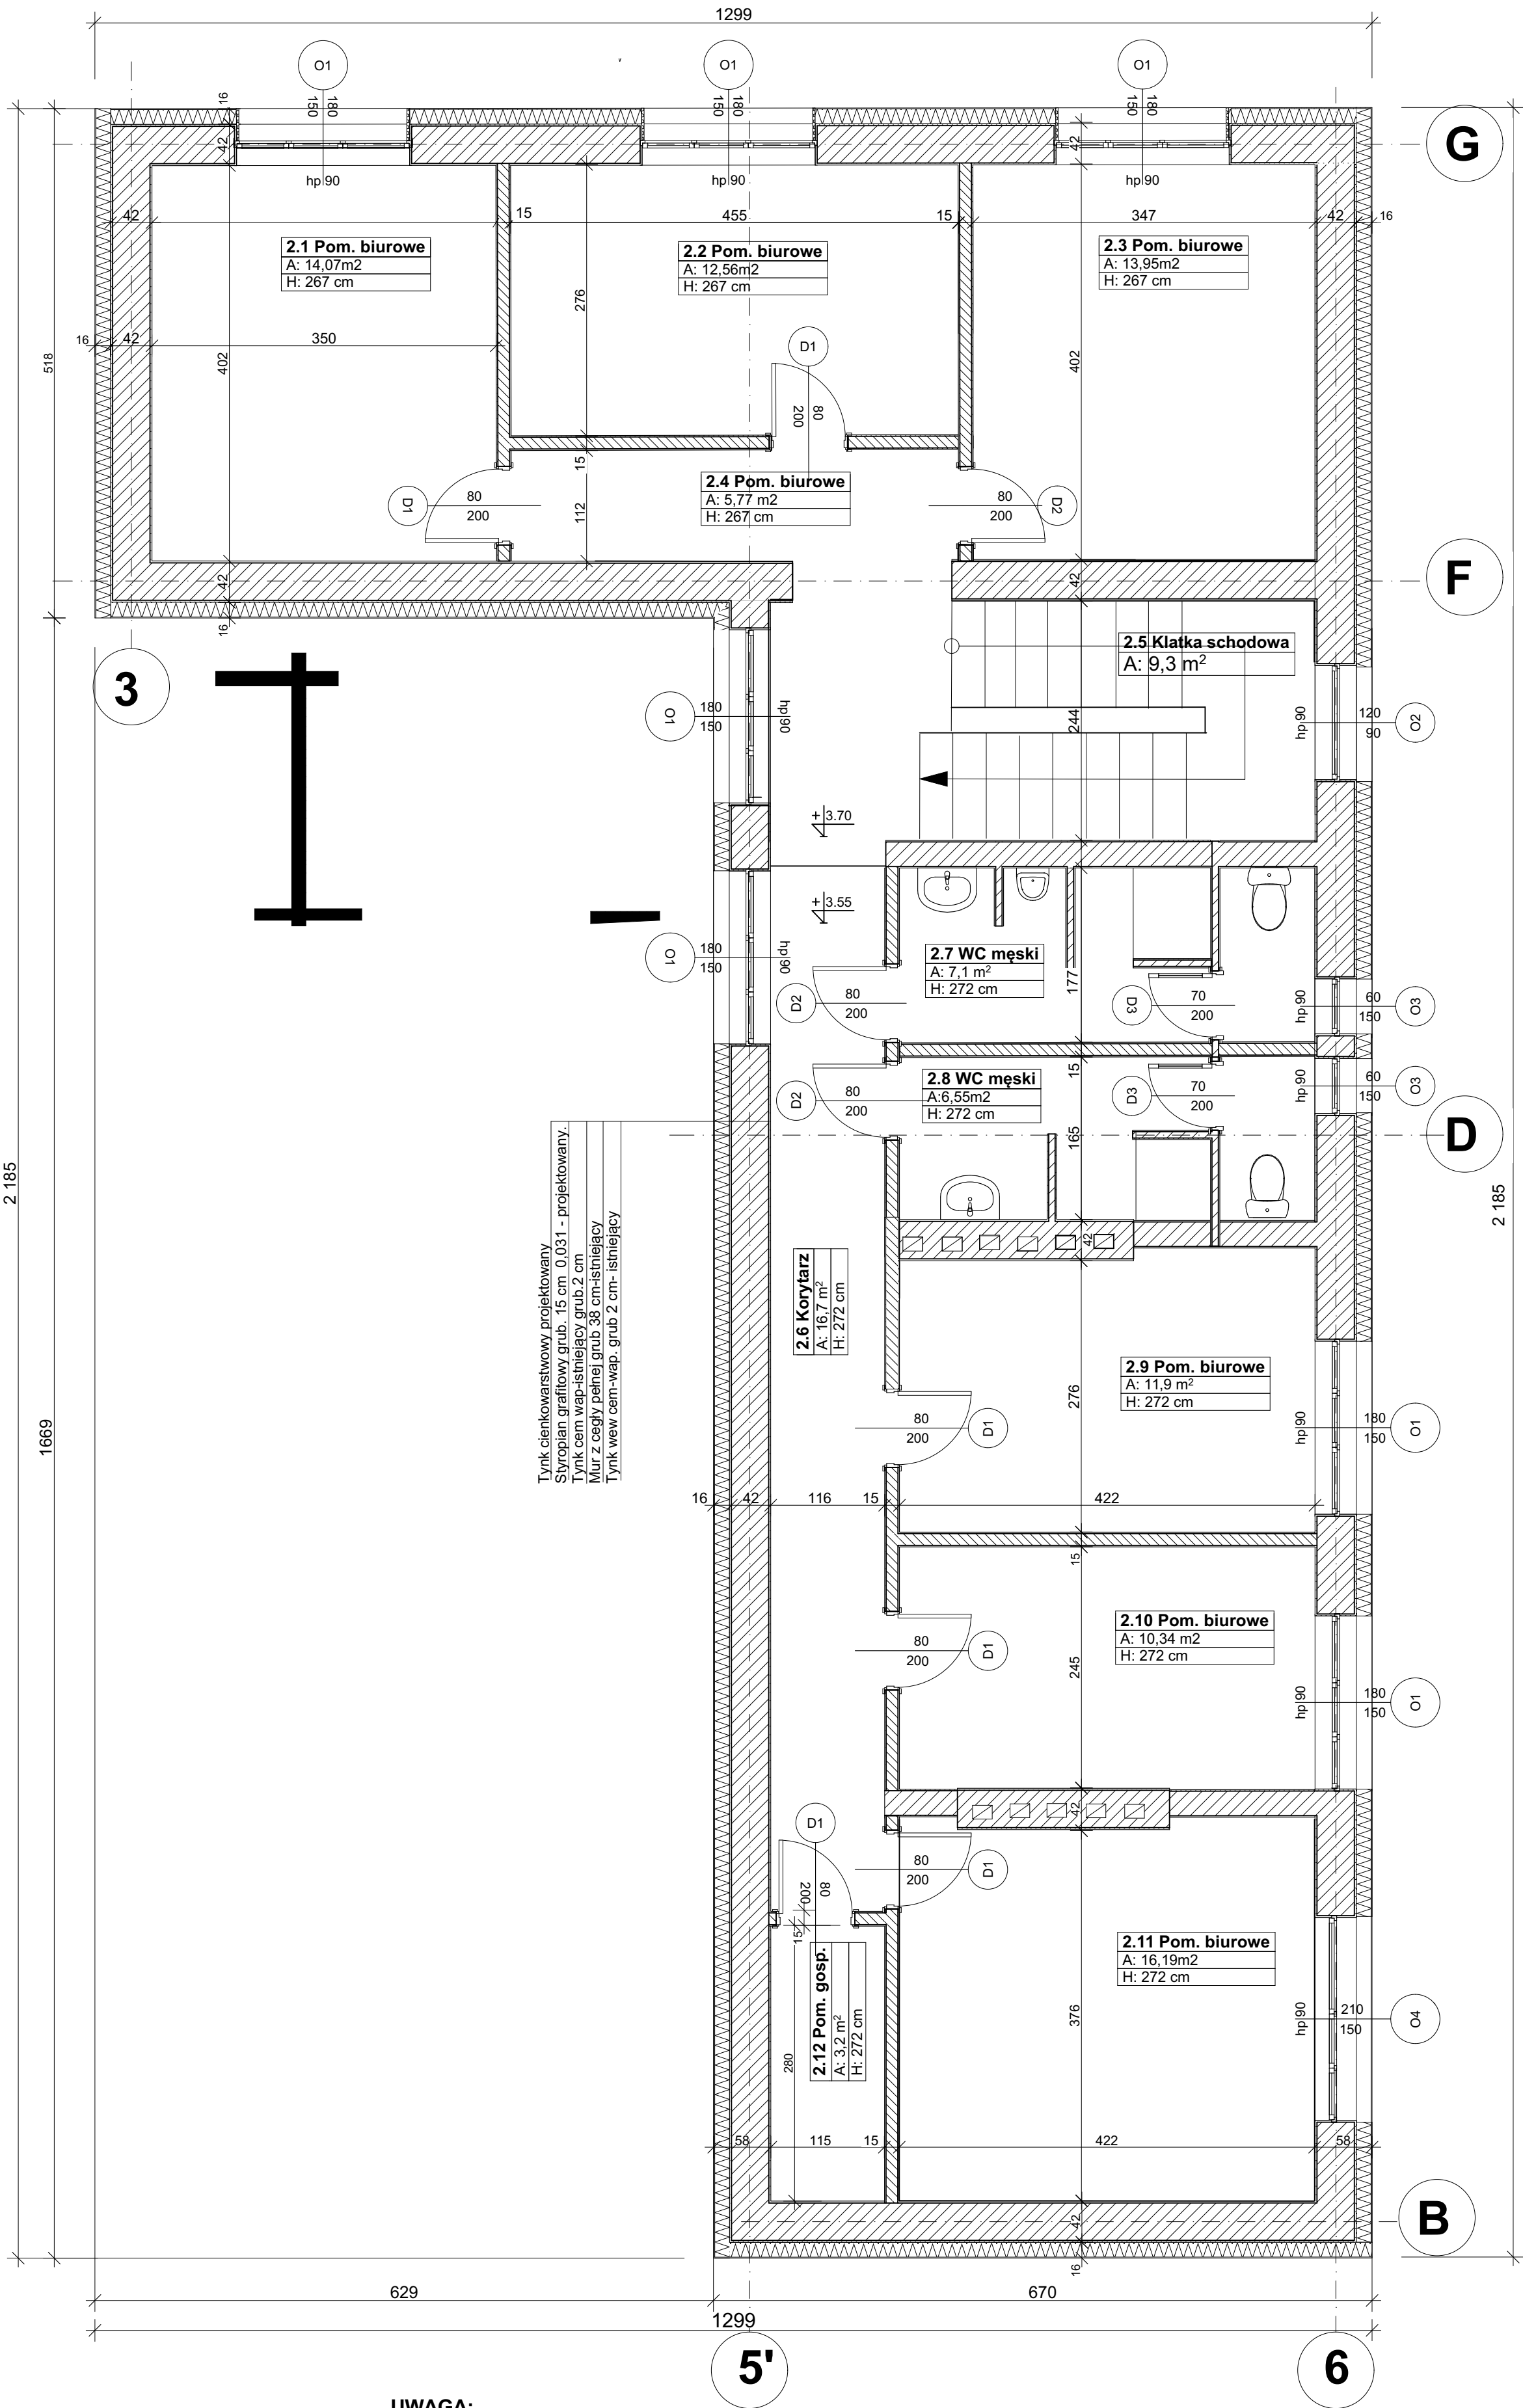 1299
O1
O1
O1
150
180
150
180
150
180
16
42
42
G
hp 90
hp 90
hp 90
42
15
455
15
347
42
16
2.1 Pom. biurowe
A: 14,07m2
H: 267 cm
2.2 Pom. biurowe
A: 12,56m2
H: 267 cm
2.3 Pom. biurowe
A: 13,95m2
H: 267 cm
276
16
42
350
402
D1
402
518
80
200
15
2.4 Pom. biurowe
A: 5,77 m2
H: 267 cm
D1
80
200
112
80
200
D2
42
42
F
16
2.5 Klatka schodowa
A: 9,3 m²
3
O1
180
150
hp 90
244
hp 90
120
90
O2
+3.70
+3.55
O1
180
150
hp 90
2.7 WC męski
A: 7,1 m²
H: 272 cm
177
D2
80
200
D3
70
200
hp 90
60
150
O3
15
2.8 WC męski
A:6,55m2
H: 272 cm
D2
80
200
D3
70
200
hp 90
60
150
O3
D
165
2 185
2 185
Tynk cienkowarstwowy projektowany
Styropian grafitowy grub. 15 cm 0,031 - projektowany.
Tynk cem wap-istniejący grub.2 cm
Mur z cegły pełnej grub 38 cm-istniejący
Tynk wew cem-wap. grub 2 cm- istniejący
42
2.6 Korytarz
A: 16,7 m²
H: 272 cm
2.9 Pom. biurowe
A: 11,9 m²
H: 272 cm
276
1669
80
200
D1
hp 90
180
150
O1
16
42
116
15
422
15
2.10 Pom. biurowe
A: 10,34 m2
H: 272 cm
80
200
D1
245
hp 90
180
150
O1
42
D1
80
200
80
200
D1
15
2.11 Pom. biurowe
A: 16,19m2
H: 272 cm
2.12 Pom. gosp.
A: 3,2 m²
H: 272 cm
280
376
hp 90
210
150
O4
58
115
15
422
58
42
B
16
629
670
1299
5'
6
UWAGA: